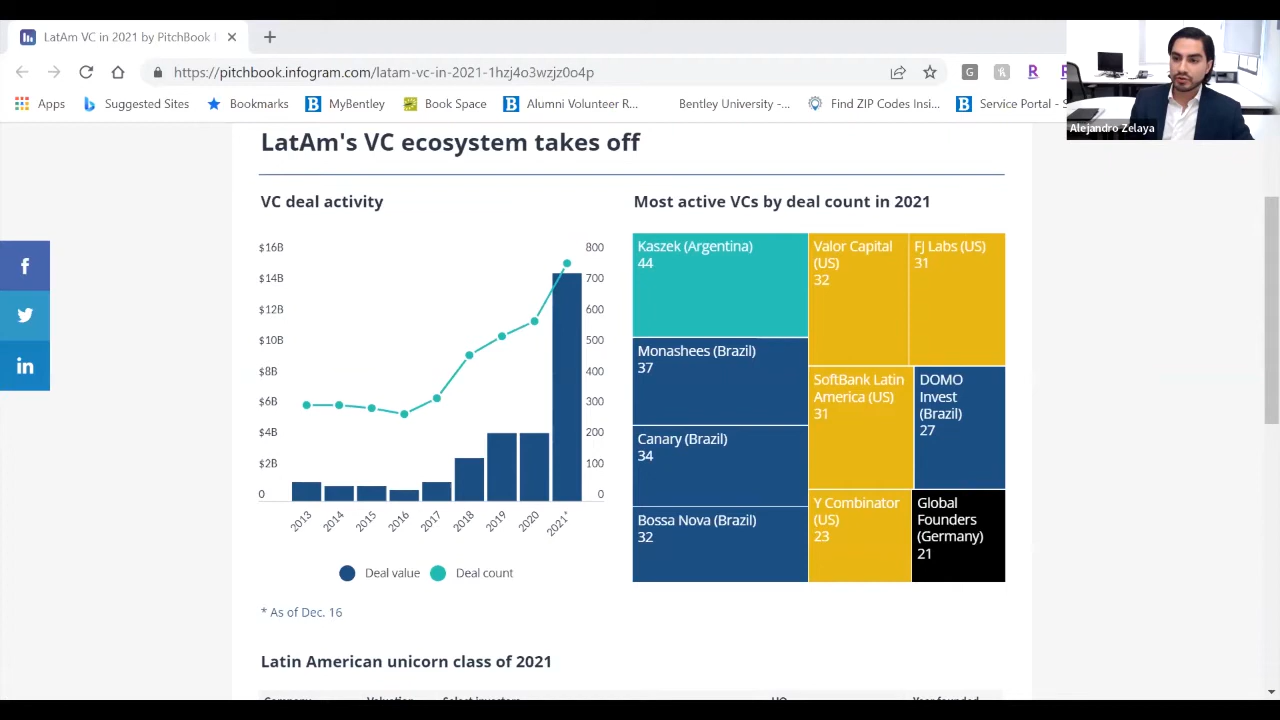 LatAm VC in 2021 by PitchBook
https://pitchbook.infogram.com/latam-vc-in-2021-1hzj4o3wzjz0o4p
Apps
Suggested Sites
Bookmarks
MyBentley
Book Space
Alumni Volunteer R...
Bentley University -...
Find ZIP Codes Insi...
Service Portal - S
Alejandro Zelaya
LatAm's VC ecosystem takes off
VC deal activity
$16B
$14B
$12B
$10B
$8B
$6B
$4B
$2B
0
800
700
600
500
400
300
200
100
0
2013
2014
2015
2016
2017
2018
2019
2020
2021*
Deal value
Deal count
* As of Dec. 16
Most active VCs by deal count in 2021
Kaszek (Argentina)
44
Monashees (Brazil)
37
Canary (Brazil)
34
Bossa Nova (Brazil)
32
Valor Capital
(US)
32
FJ Labs (US)
31
SoftBank Latin
America (US)
31
DOMO
Invest
(Brazil)
27
Y Combinator
(US)
23
Global
Founders
(Germany)
21
Latin American unicorn class of 2021